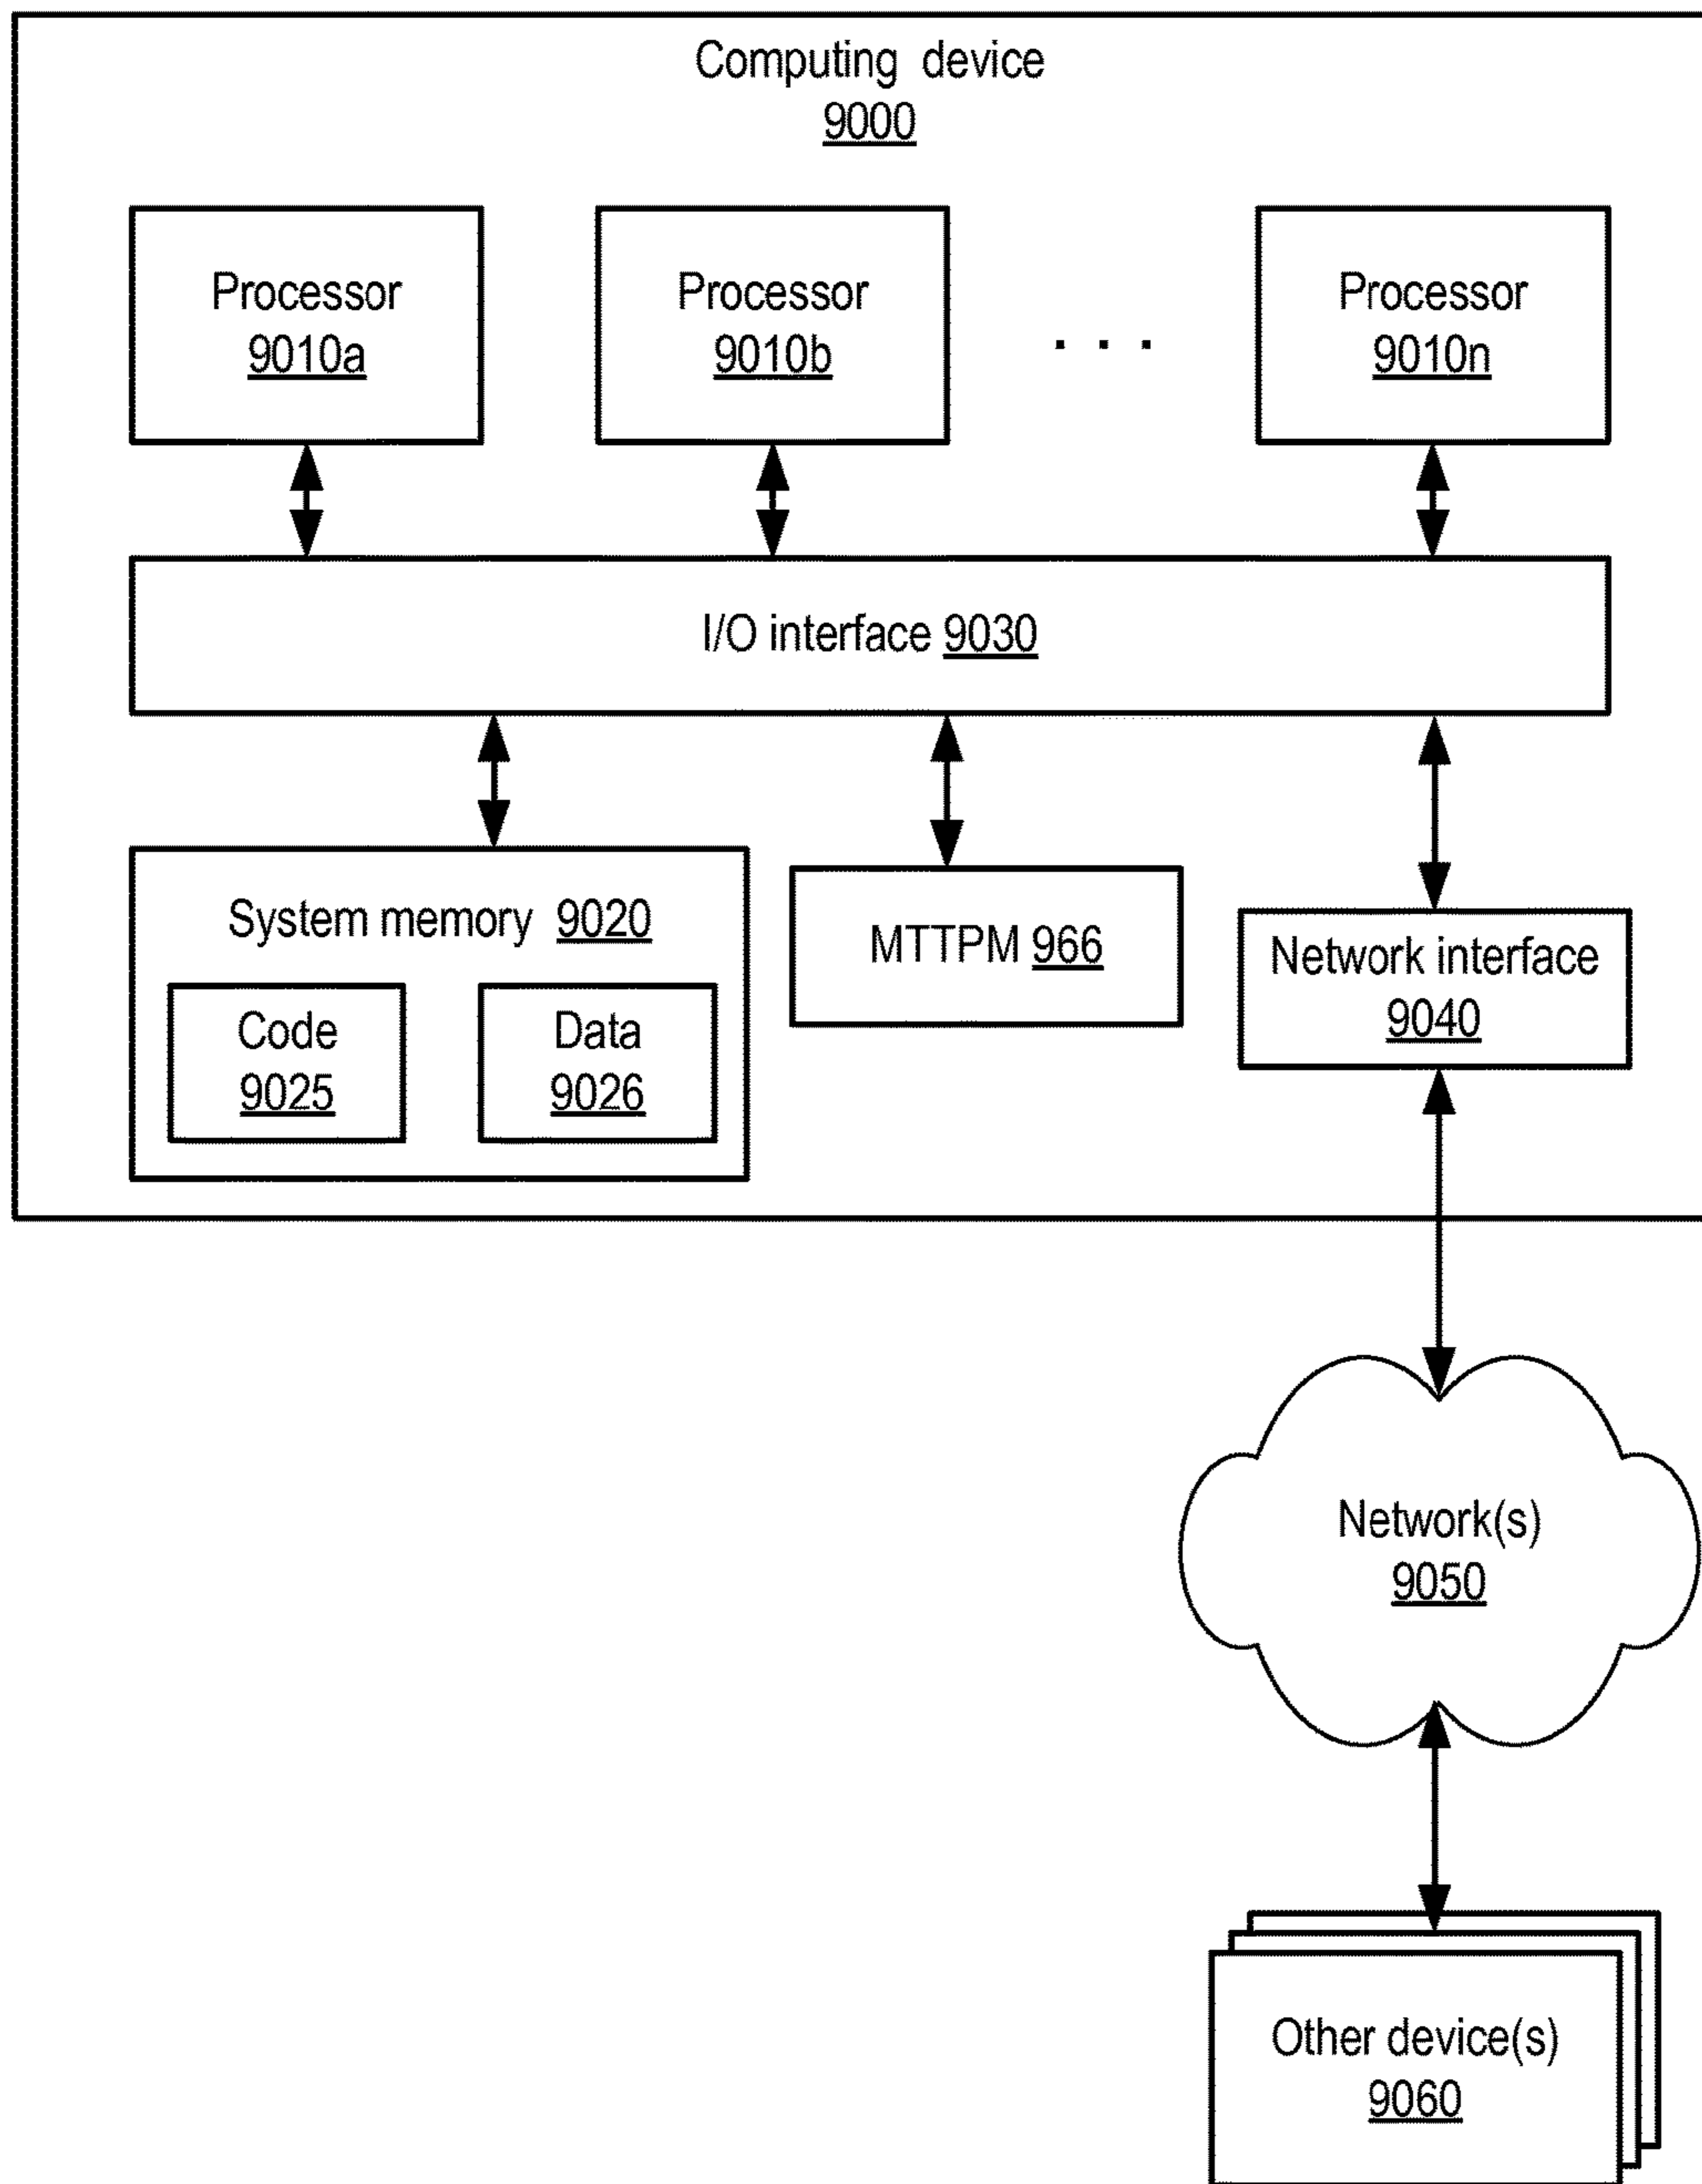 Computing device
9000
Processor
9010a
Processor
9010b
. . .
Processor
9010n
I/O interface 9030
System memory 9020
Code
9025
Data
9026
MTTPM 966
Network interface
9040
Network(s)
9050
Other device(s)
9060